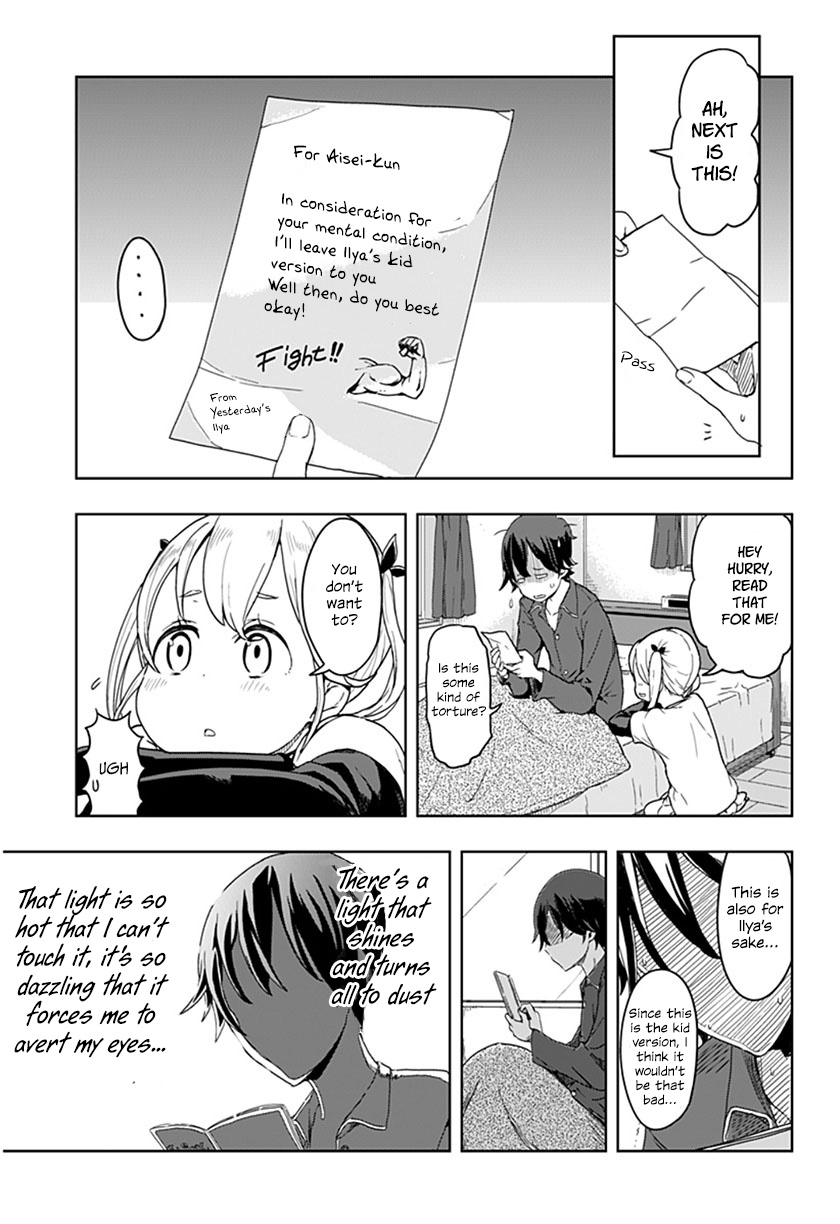 AH,
NEXT
IS
THIS!
Pass
For Aisei-kun
In consideration for
your mental condition,
I'll leave Ilya's kid
version to you
Well then, do you best
okay!
Fight!!
From
Yesterday's
Ilya
....
HEY
HURRY,
READ
THAT
FOR ME!
Is this
some
kind of
torture?
You
don't
want
to?
UGH
This is
also for
Ilya's
sake...
Since this
is the kid
version, I
think it
wouldn't
be that
bad...
There's a
light that
shines
and turns
all to dust
That light is so
hot that I can't
touch it, it's so
dazzling that it
forces me to
avert my eyes...